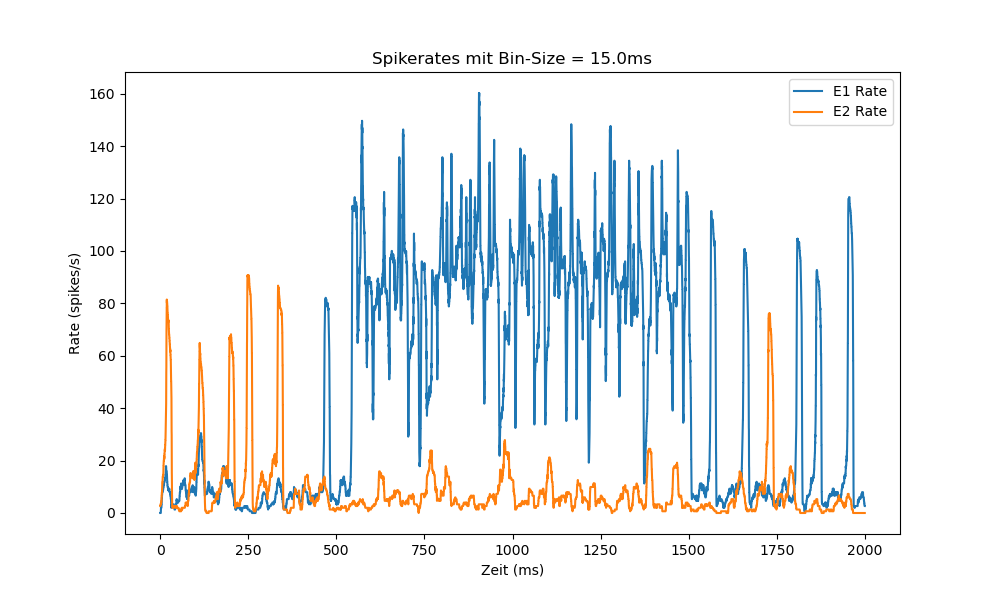 Spikerates mit Bin-Size = 15.0ms
E1 Rate
E2 Rate
160
140
120
100
80
60
40
20
0
Rate (spikes/s)
0 250 500 750 1000 1250 1500 1750 2000
Zeit (ms)